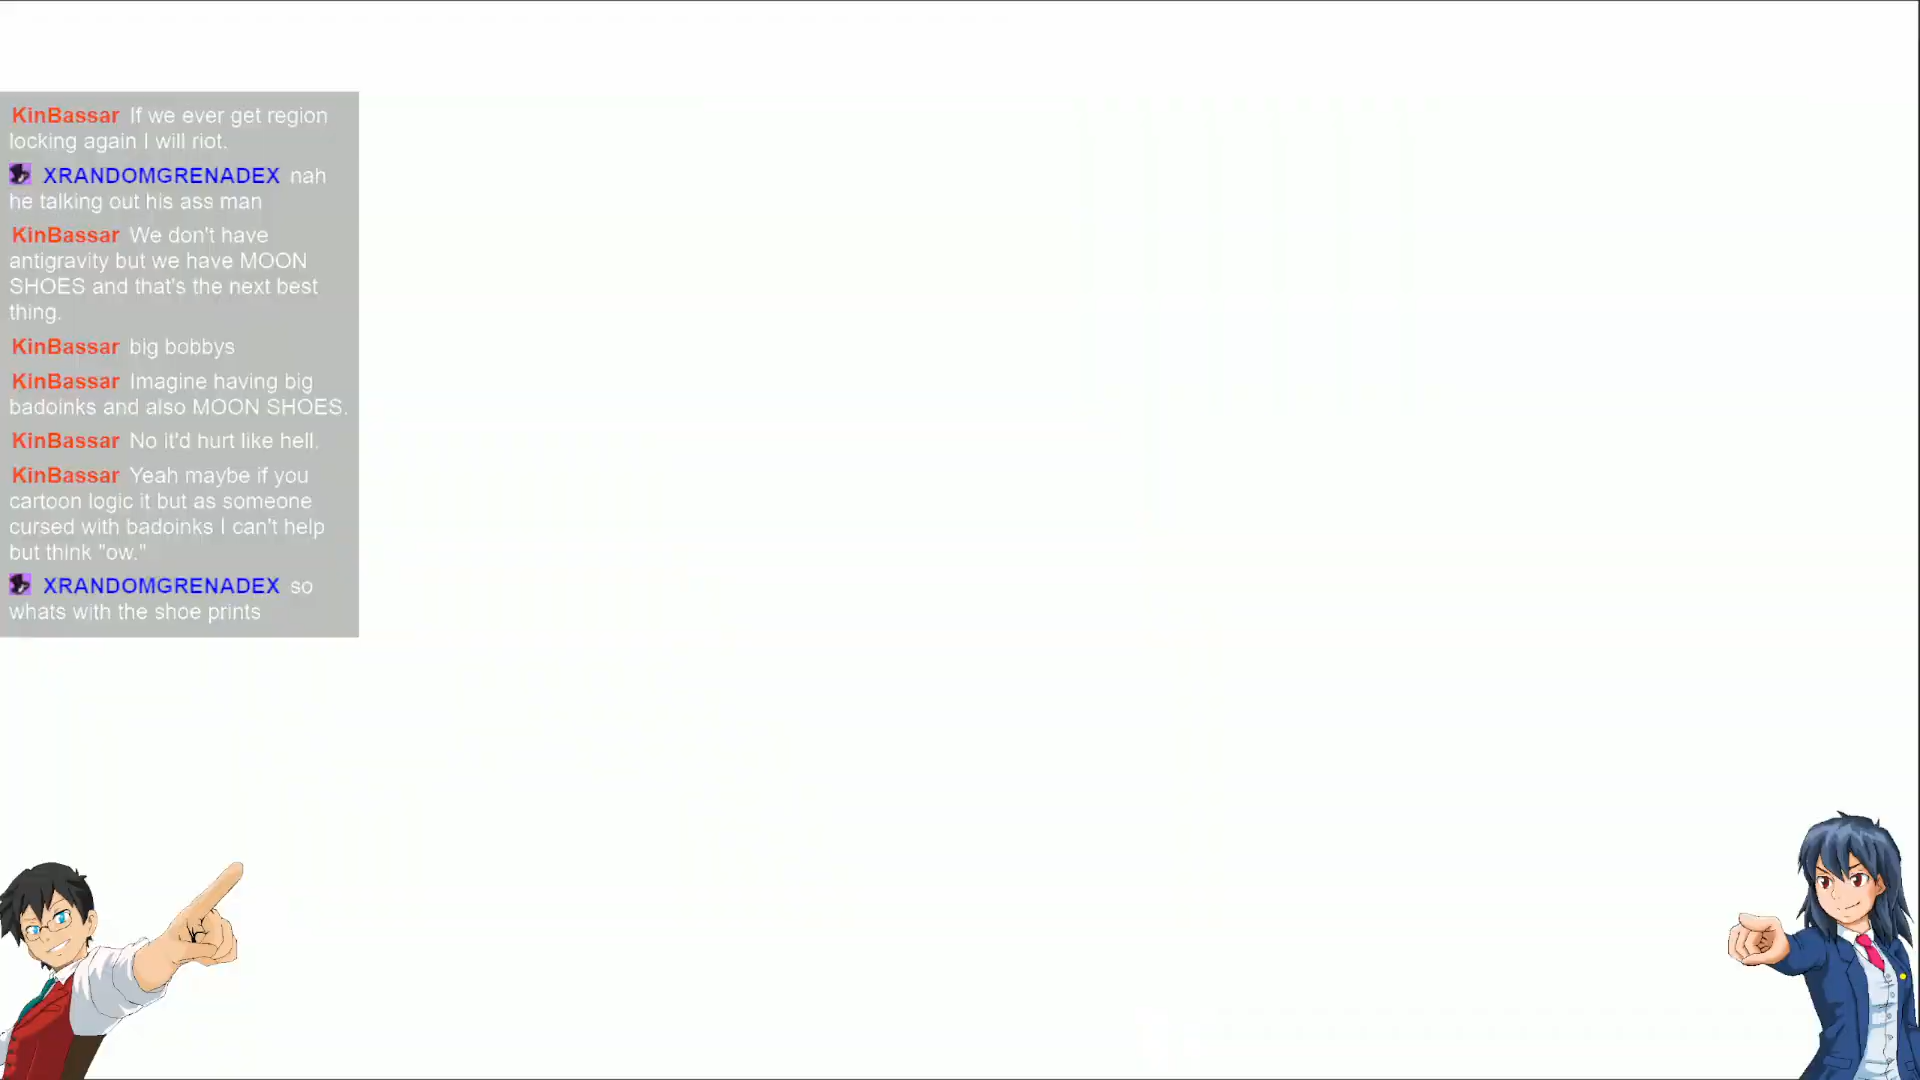 KinBassar If we ever get region
locking again I will riot.
XRANDOMGRENADEX nah
he talking out his ass man
KinBassar We don't have
antigravity but we have MOON
SHOES and that's the next best
thing.
KinBassar big bobbys
KinBassar Imagine having big
badoinks and also MOON SHOES.
KinBassar No it'd hurt like hell.
KinBassar Yeah maybe if you
cartoon logic it but as someone
cursed with badoinks I can't help
but think "ow."
XRANDOMGRENADEX so
whats with the shoe prints